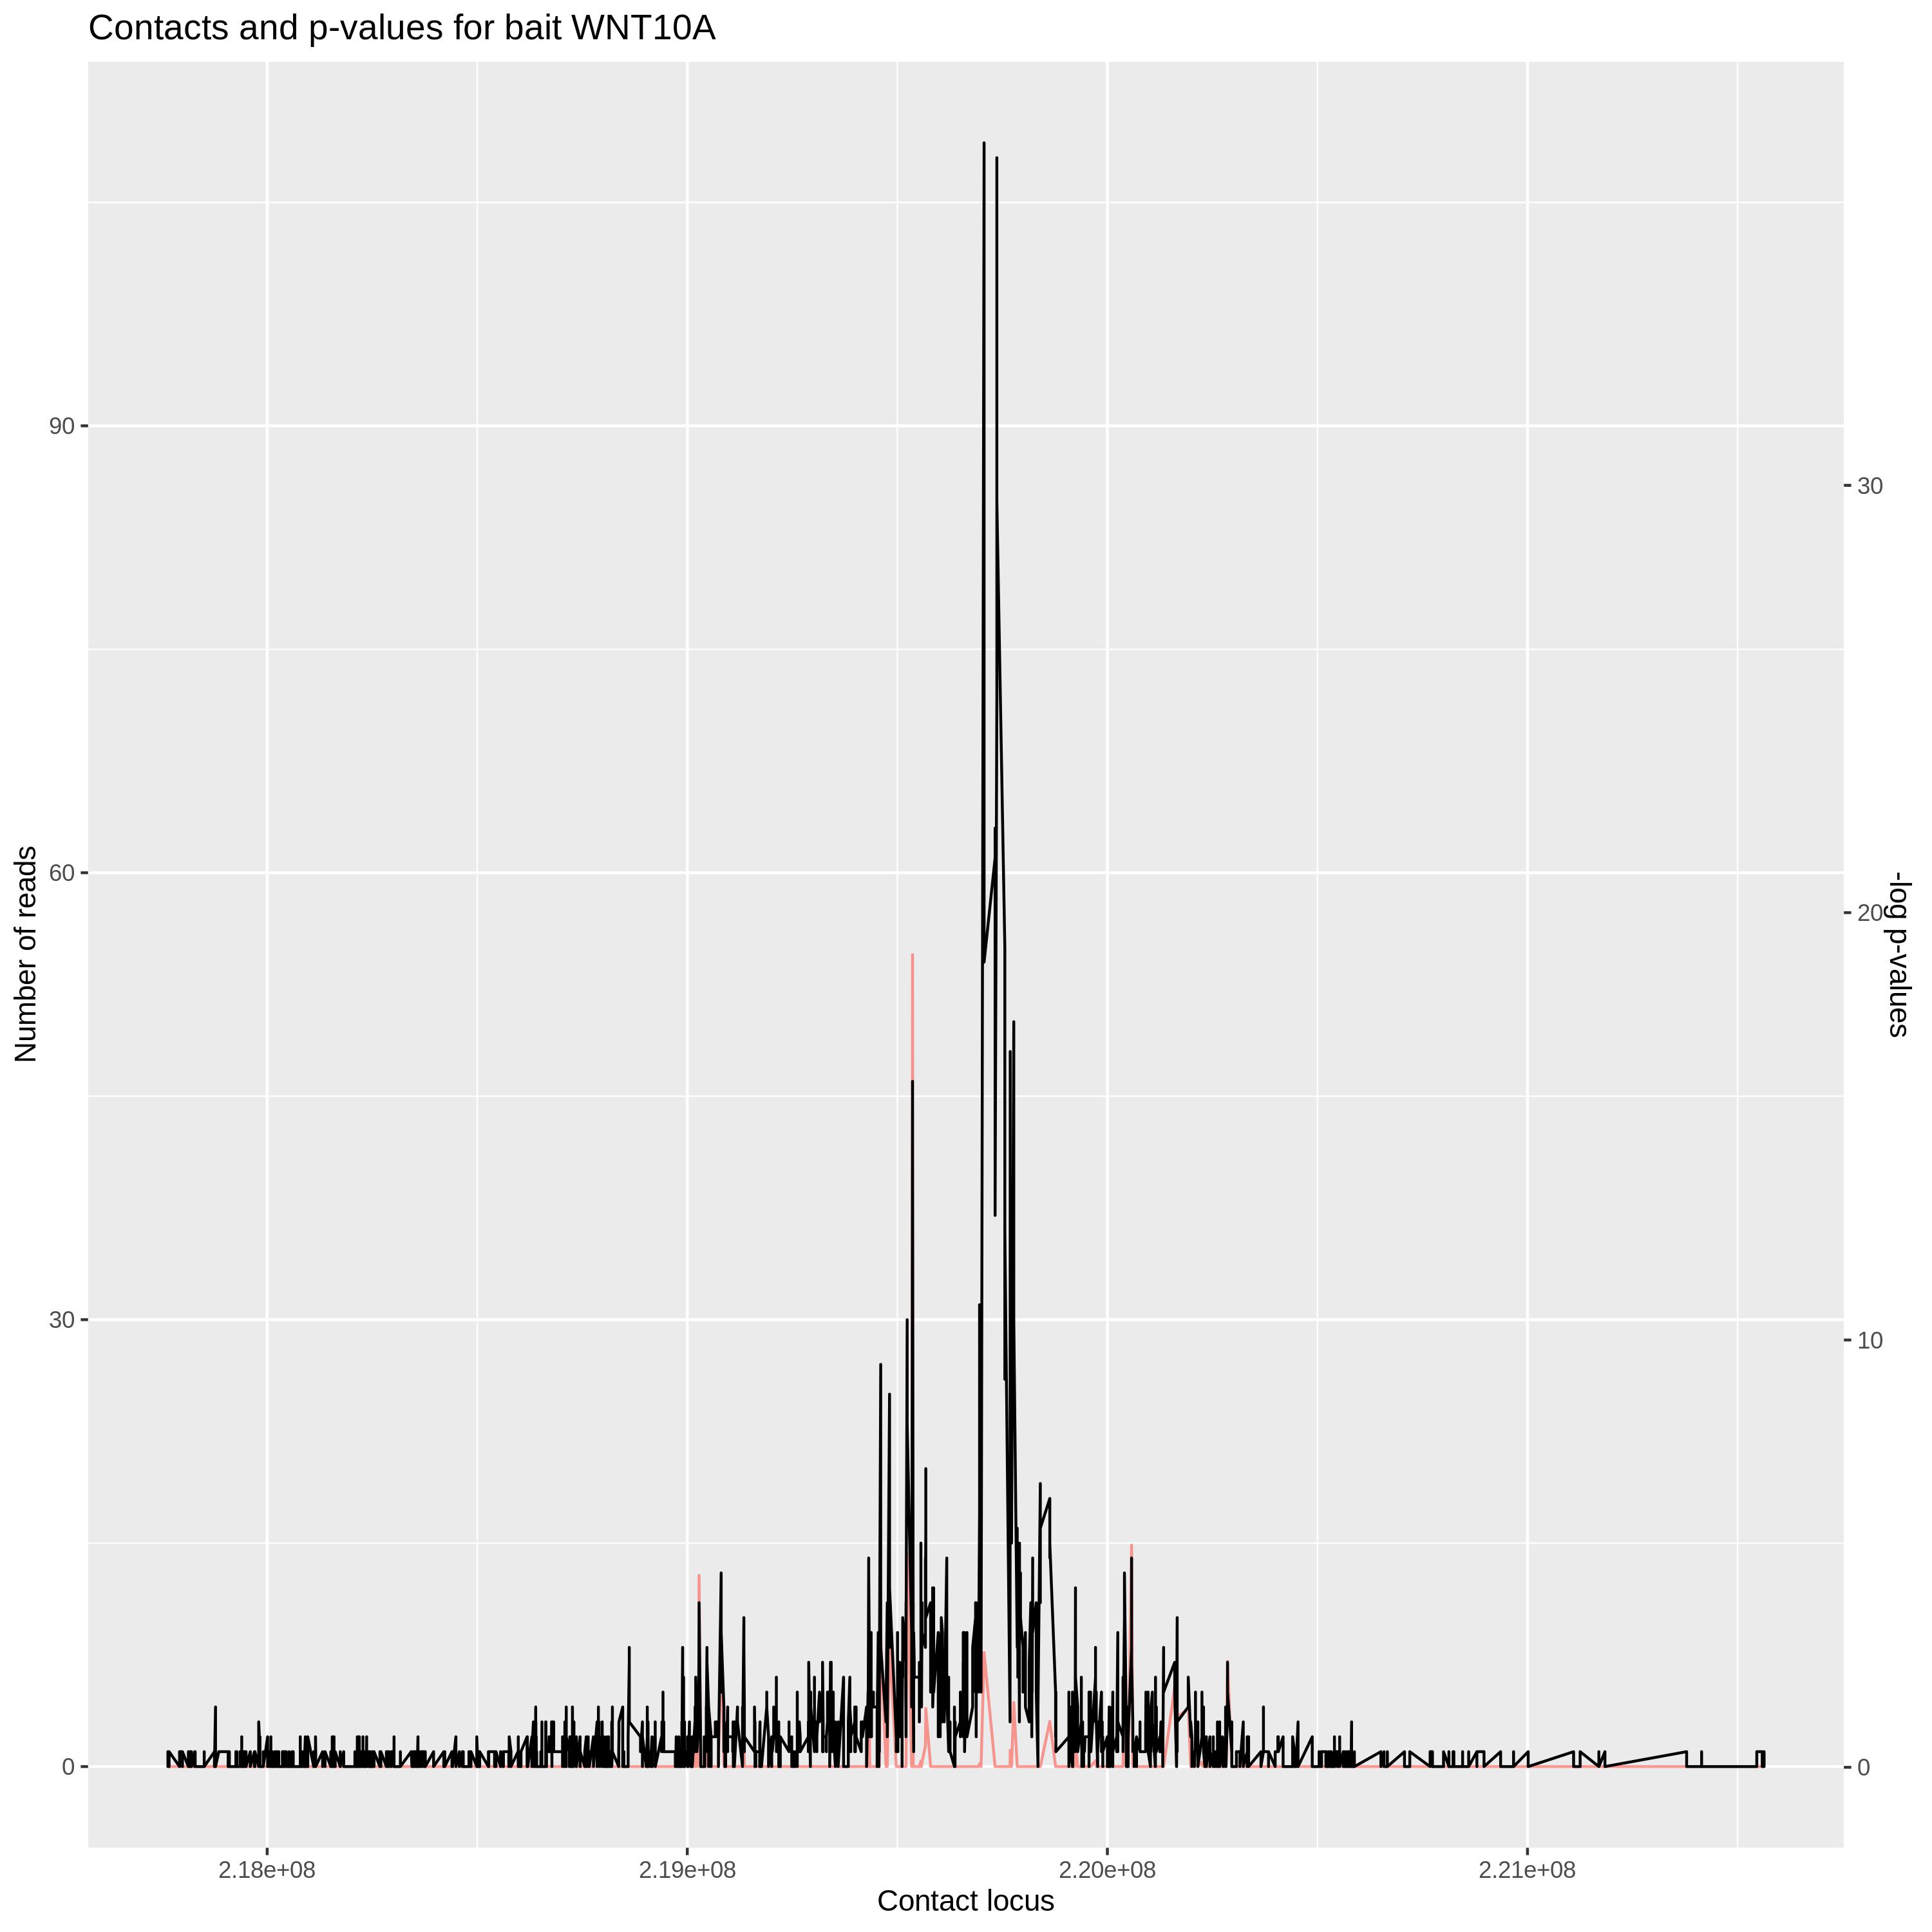 Contacts and p-values for bait WNT10A
Number of reads
90
60
30
0
30
20
10
0
-log p-values
2.18e+08
2.19e+08
2.20e+08
2.21e+08
Contact locus